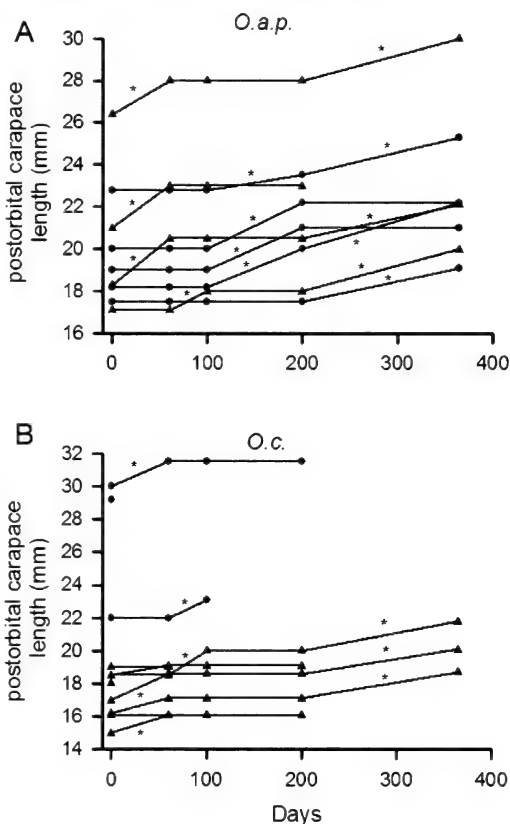 A
O.a.p.
postorbital carapace
length (mm)
30
28
26
24
22
20
18
16
* * * * * * * * * * * * * *
0 100 200 300 400
B
O.c.
postorbital carapace
length (mm)
32
30
28
26
24
22
20
18
16
14
* * * * * * * *
0 100 200 300 400
Days